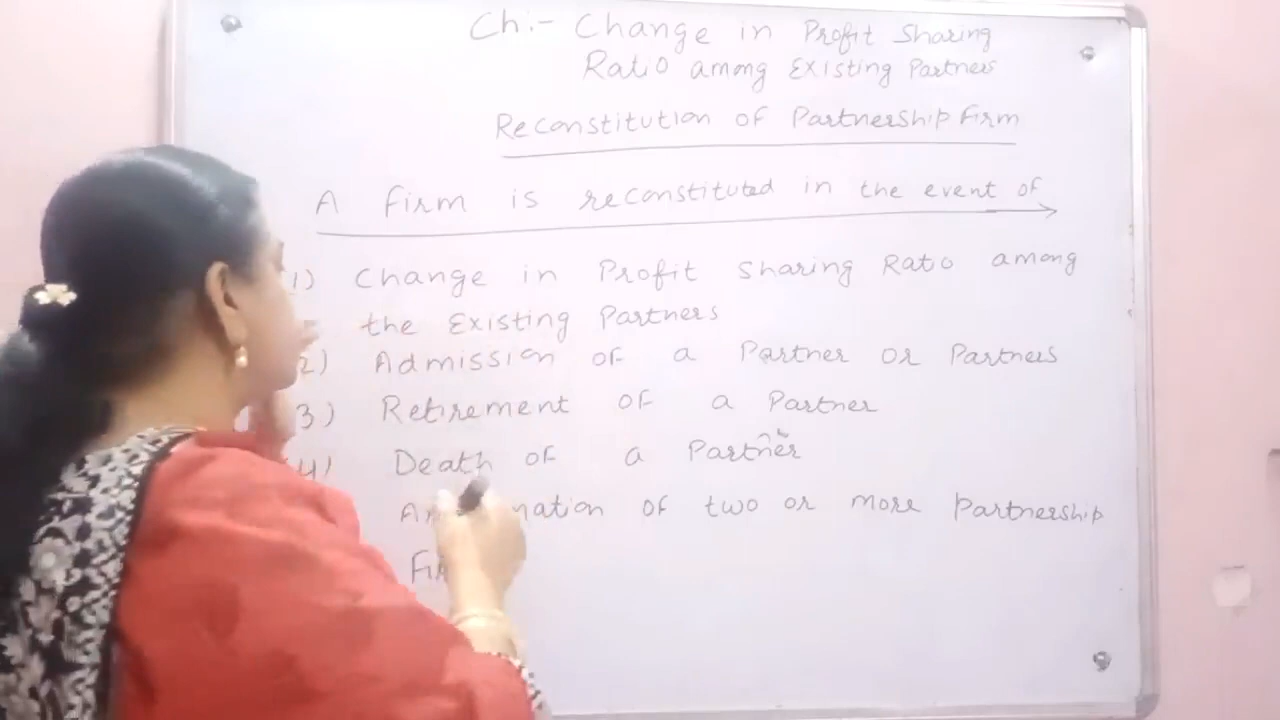 Ch:- Change in Profit Sharing
Ratio among Existing Partners
Reconstitution of Partnership Firm
A firm is reconstituted in the event of
1) Change in Profit Sharing Ratio among
the Existing Partners
2) Admission of a Partner or Partners
3) Retirement of a Partner
4) Death of a Partner
of two or more Partnership